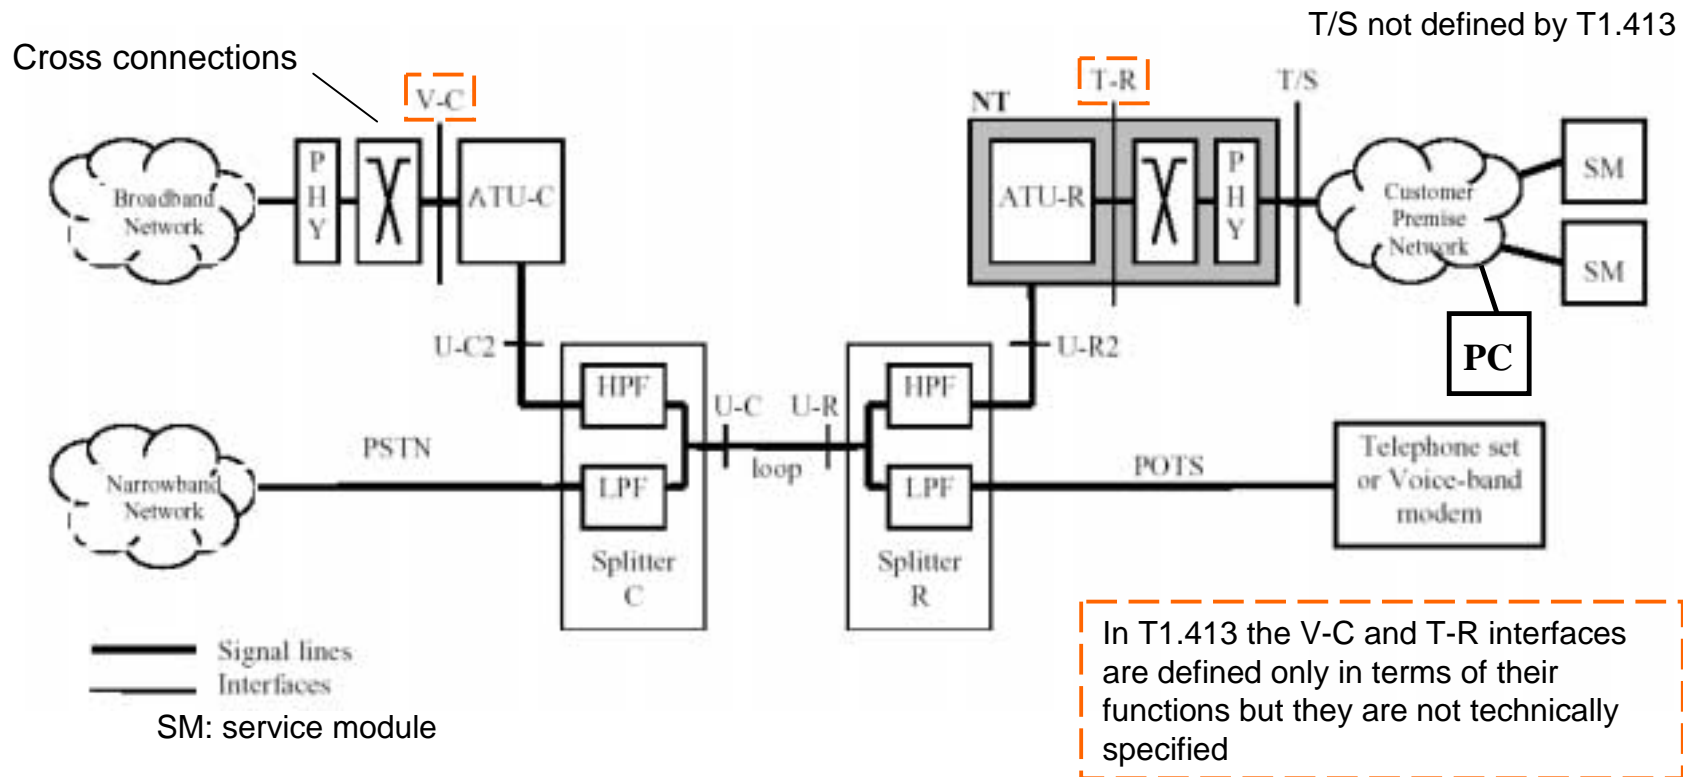 T/S not defined by T1.413
Cross connections
V-C
T-R
T/S
NT
P
H
Y
ATU-C
ATU-R
P
H
Y
Broadband
Network
Customer
Premise
Network
SM
SM
PC
U-C2
U-R2
HPF
HPF
U-C
U-R
loop
PSTN
POTS
Narrowband
Network
LPF
LPF
Telephone set
or Voice-band
modem
Splitter
C
Splitter
R
Signal lines
Interfaces
SM: service module
In T1.413 the V-C and T-R interfaces
are defined only in terms of their
functions but they are not technically
specified